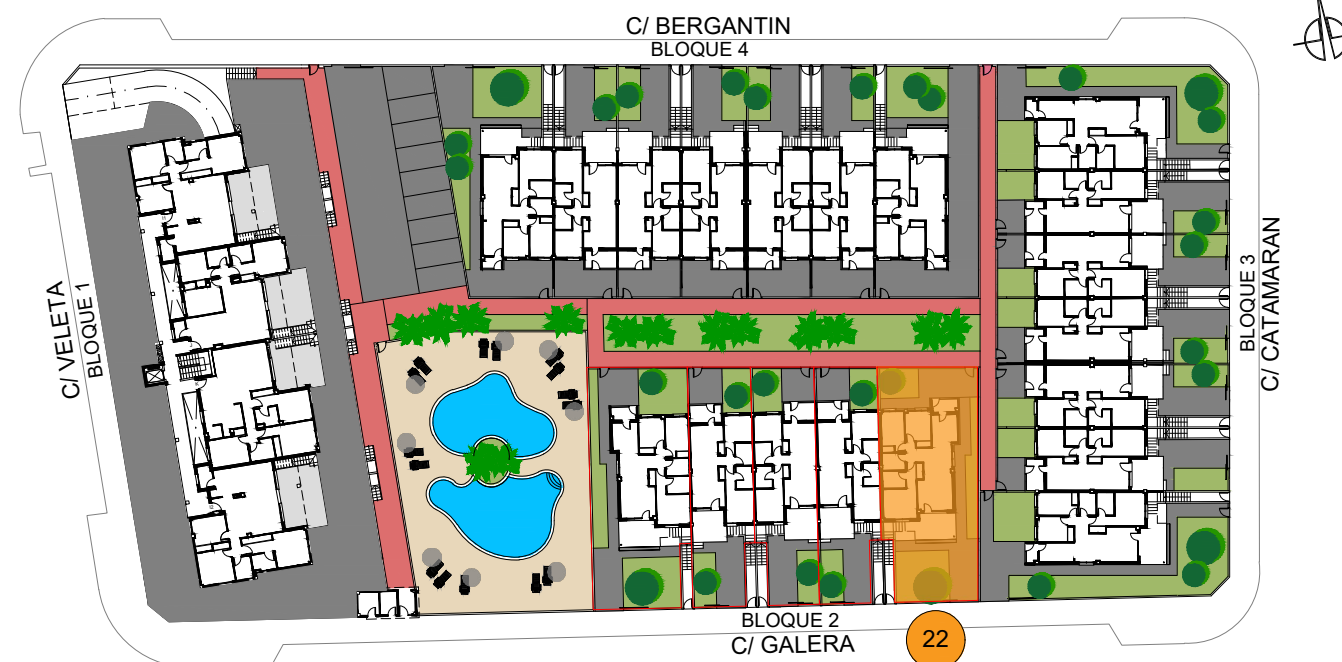 C/ BERGANTIN
BLOQUE 4
C/ VELETA
BLOQUE 1
BLOQUE 3
C/ CATAMARAN
BLOQUE 2
C/ GALERA
22